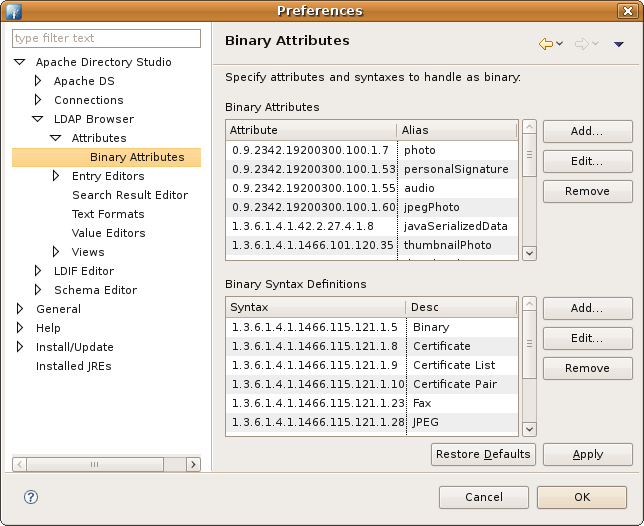 Preferences
type filter text
Apache Directory Studio
Apache DS
Connections
LDAP Browser
Attributes
Binary Attributes
Entry Editors
Search Result Editor
Text Formats
Value Editors
Views
LDIF Editor
Schema Editor
General
Help
Install/Update
Installed JREs
Binary Attributes
Specify attributes and syntaxes to handle as binary:
Binary Attributes
Attribute Alias
0.9.2342.19200300.100.1.7 photo
0.9.2342.19200300.100.1.53 personalSignature
0.9.2342.19200300.100.1.55 audio
0.9.2342.19200300.100.1.60 jpegPhoto
1.3.6.1.4.1.42.2.27.4.1.8 javaSerializedData
1.3.6.1.4.1.1466.101.120.35 thumbnailPhoto
Add...
Edit...
Remove
Binary Syntax Definitions
Syntax Desc
1.3.6.1.4.1.1466.115.121.1.5 Binary
1.3.6.1.4.1.1466.115.121.1.8 Certificate
1.3.6.1.4.1.1466.115.121.1.9 Certificate List
1.3.6.1.4.1.1466.115.121.1.10 Certificate Pair
1.3.6.1.4.1.1466.115.121.1.23 Fax
1.3.6.1.4.1.1466.115.121.1.28 JPEG
Add...
Edit...
Remove
Restore Defaults Apply
? Cancel OK